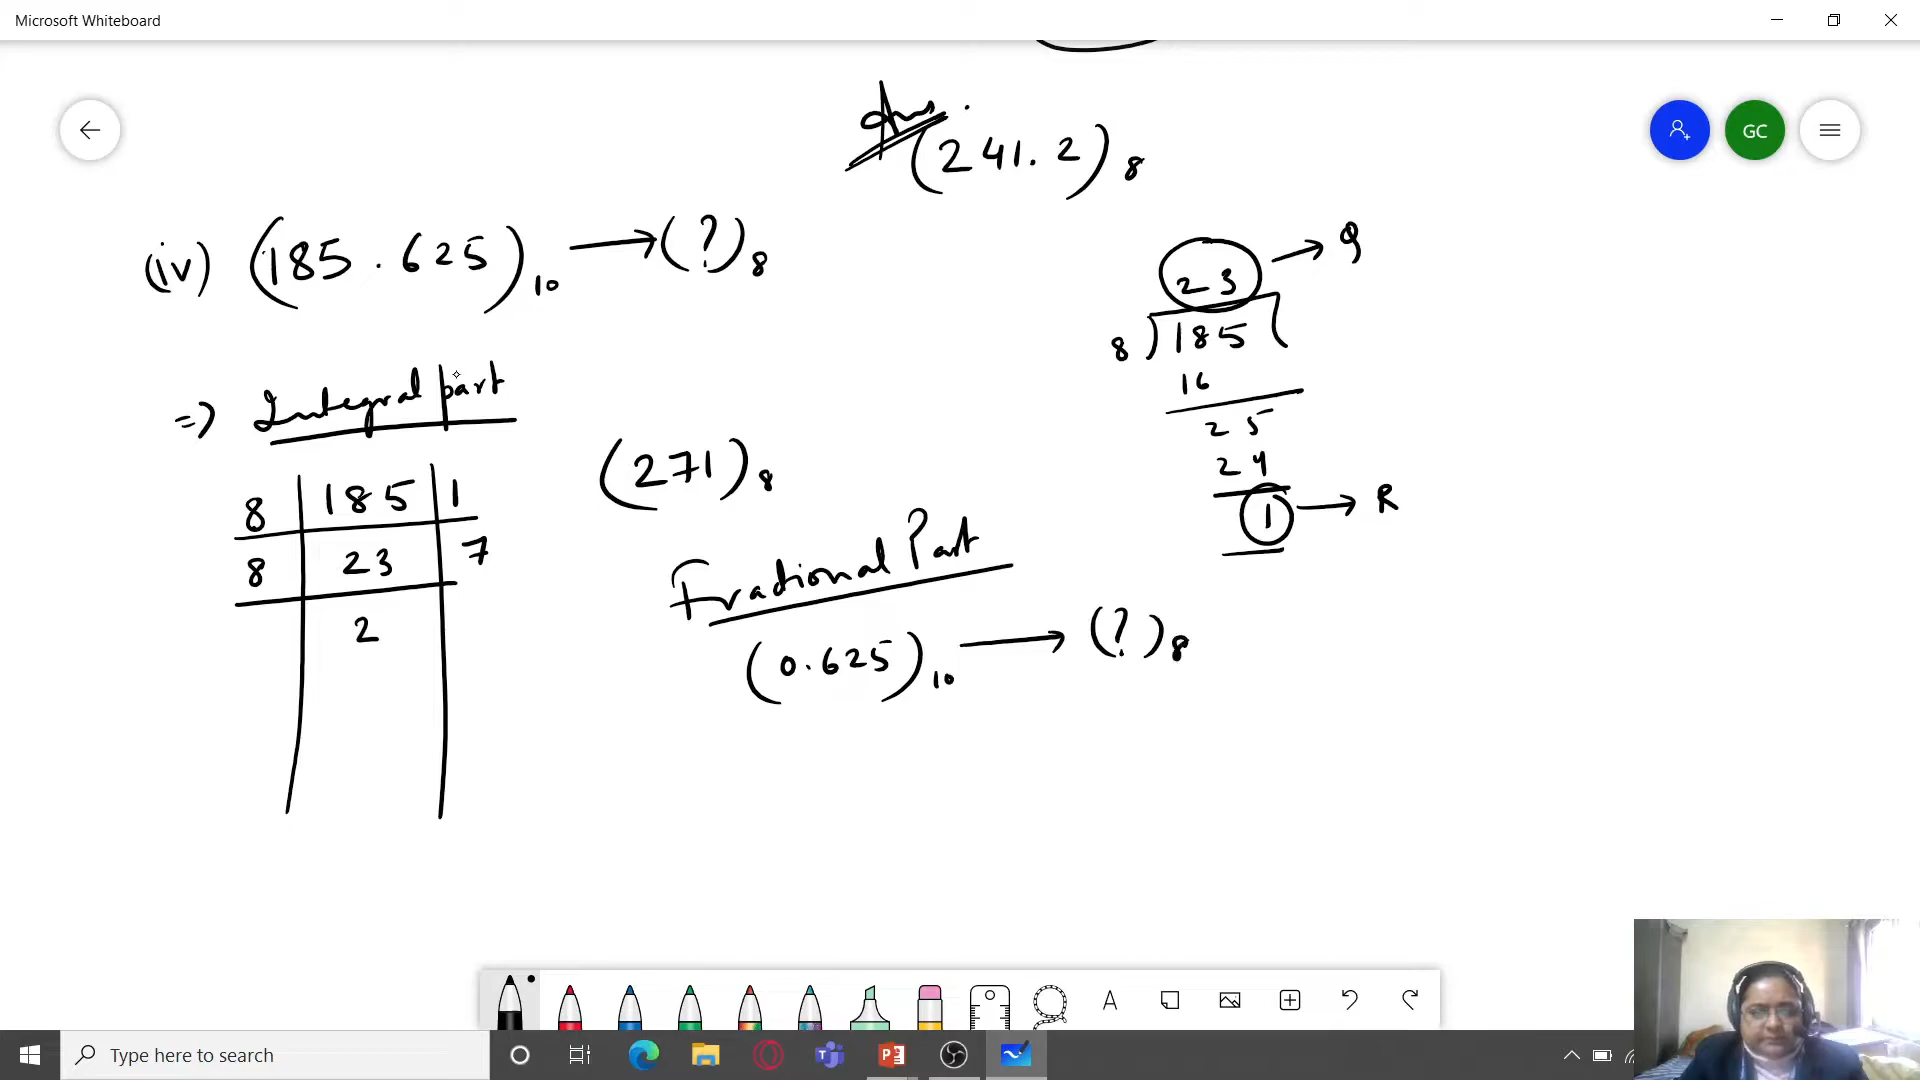 Microsoft Whiteboard
Ans.
(241.2)8
GC
(iv) (185.625)10 → (?)8
23 → Q
8)185(
16
25
24
1 → R
=> Integral part
8 | 185 | 1
8 | 23 | 7
2
(271)8
Fractional Part
(0.625)10 → (?)8
A
Type here to search